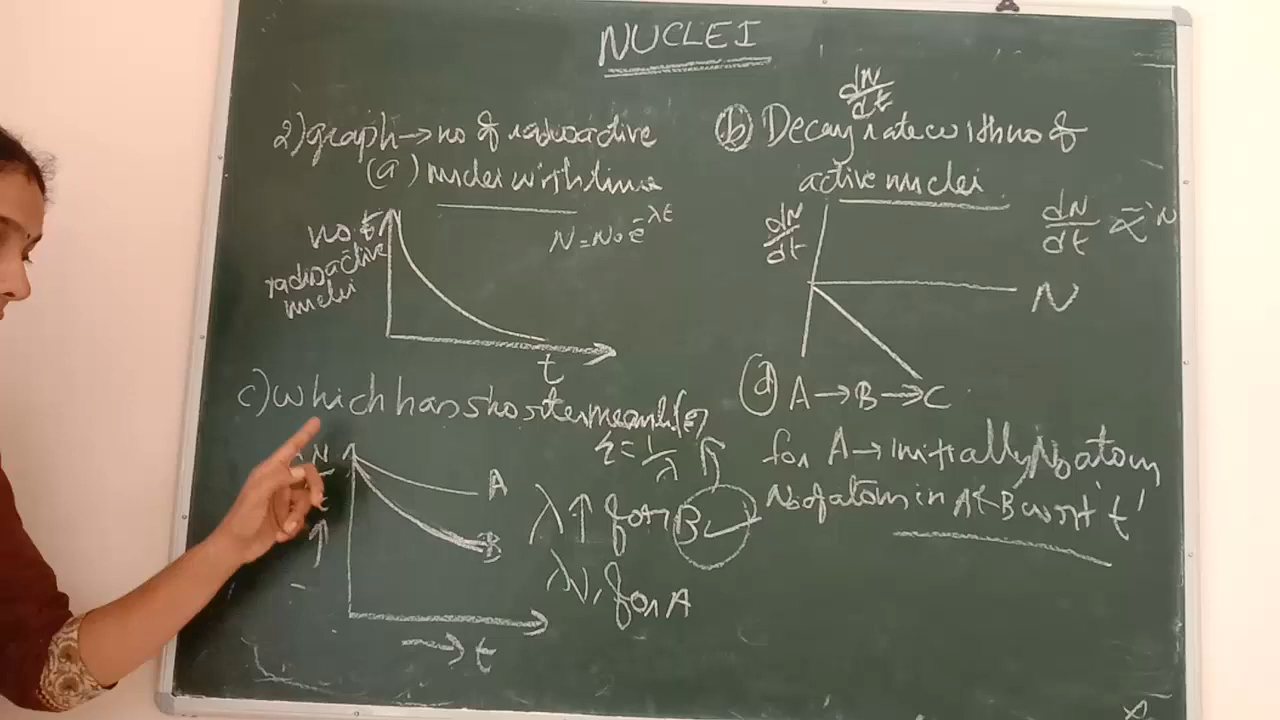 NUCLEI
2) graph → no of radioactive
(a) nuclei with time
N = N₀ e^-λt
no of
radioactive
nuclei
t
dN/dt
(b) Decay rate with no of
active nuclei
dN/dt
dN/dt ∝ -N
N
c) which has shorter mean life
τ = 1/λ
A
B
λ↑ for B ✓
λ↓ for A
→ t
(d) A → B → C
for A → Initially N₀ atom
No of atom in A & B wrt 't'